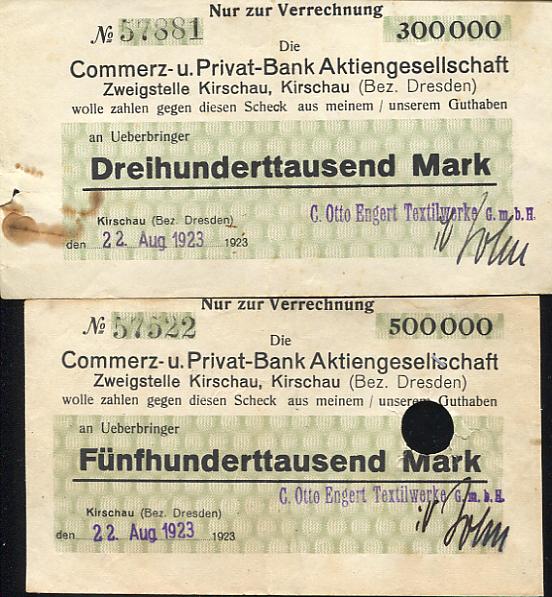 Nur zur Verrechnung
№ 57881 300000
Die
Commerz- u. Privat-Bank Aktiengesellschaft
Zweigstelle Kirschau, Kirschau (Bez. Dresden)
wolle zahlen gegen diesen Scheck aus meinem / unserem Guthaben
an Ueberbringer
Dreihunderttausend Mark
C. Otto Engert Textilwerke G. m. b. H.
Kirschau (Bez. Dresden)
den 22. Aug 1923 1923
Nur zur Verrechnung
№ 57522 500000
Die
Commerz- u. Privat-Bank Aktiengesellschaft
Zweigstelle Kirschau, Kirschau (Bez. Dresden)
wolle zahlen gegen diesen Scheck aus meinem / unserem Guthaben
an Ueberbringer
Fünfhunderttausend Mark
C. Otto Engert Textilwerke G. m. b. H.
Kirschau (Bez. Dresden)
den 22. Aug 1923 1923